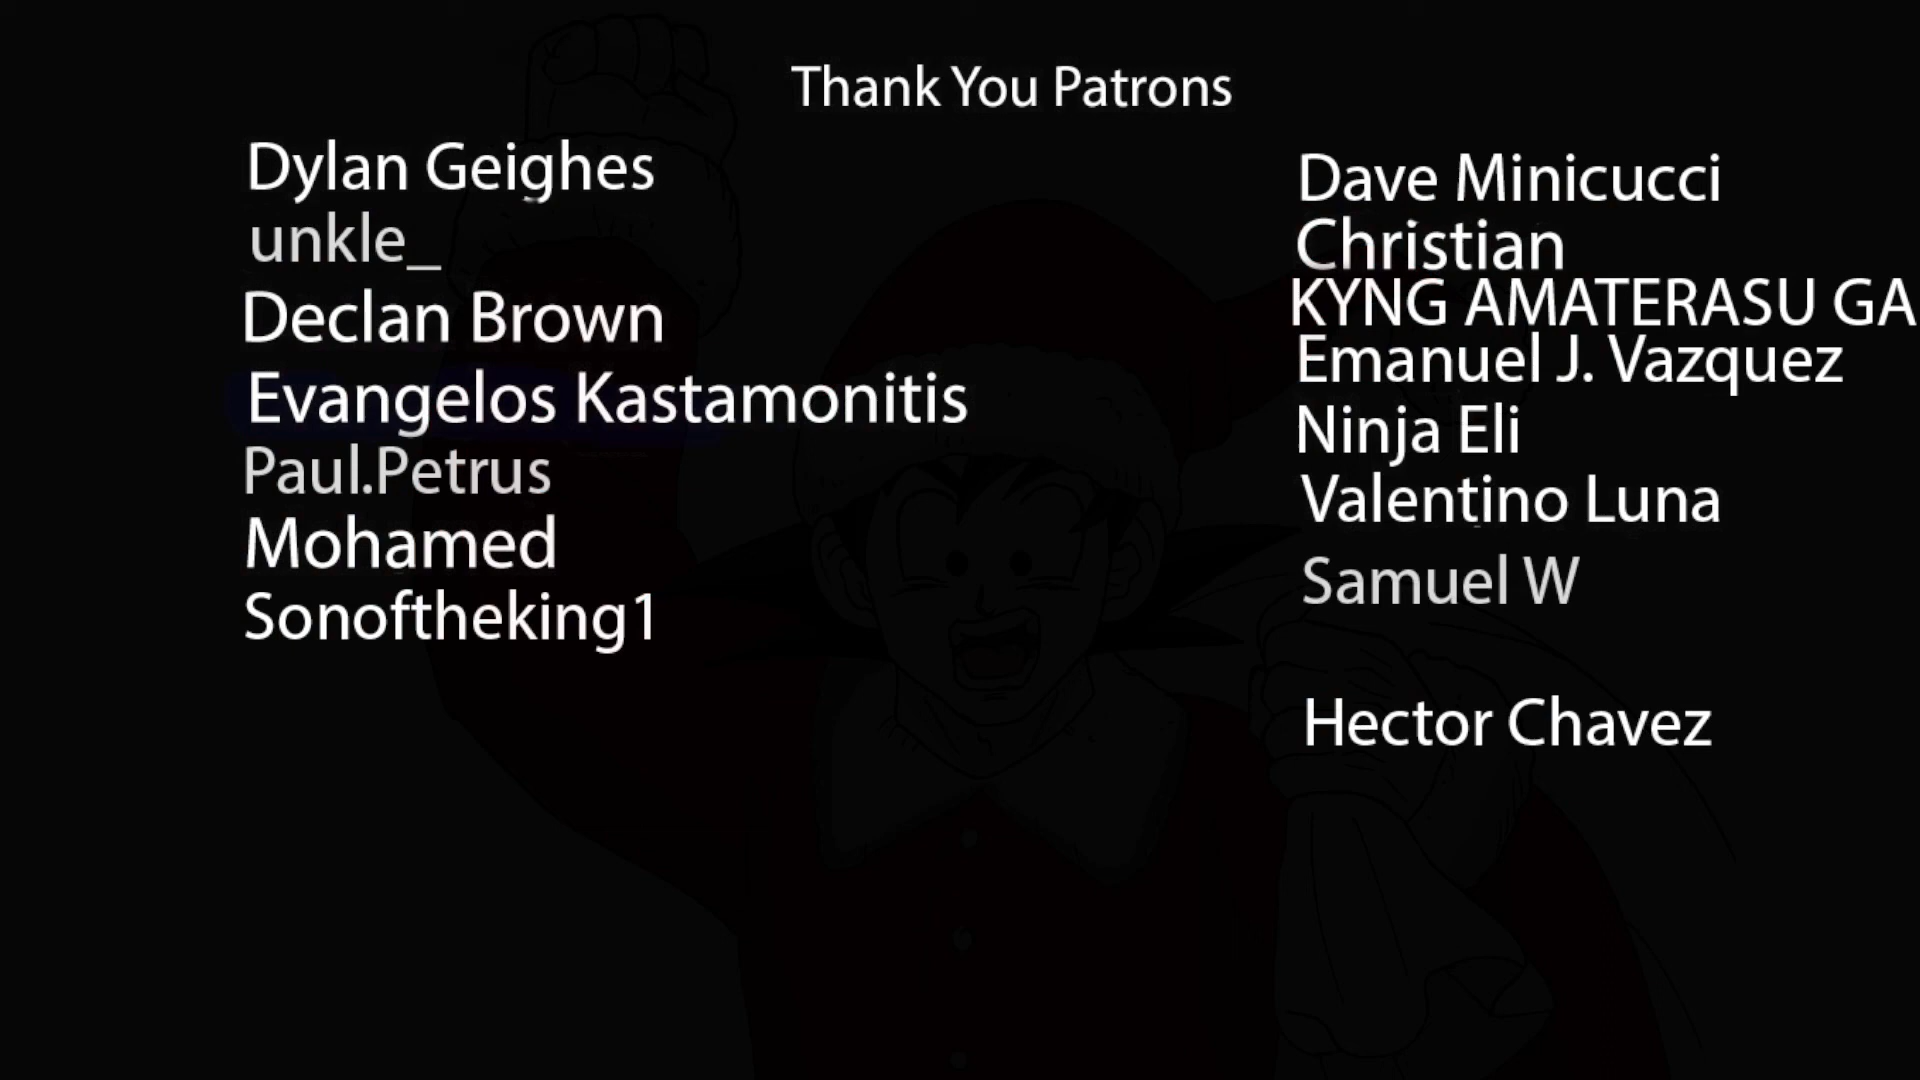 Thank You Patrons
Dylan Geighes
unkle_
Declan Brown
Evangelos Kastamonitis
Paul.Petrus
Mohamed
Sonoftheking1
Dave Minicucci
Christian
KYNG AMATERASU GA
Emanuel J. Vazquez
Ninja Eli
Valentino Luna
Samuel W
Hector Chavez